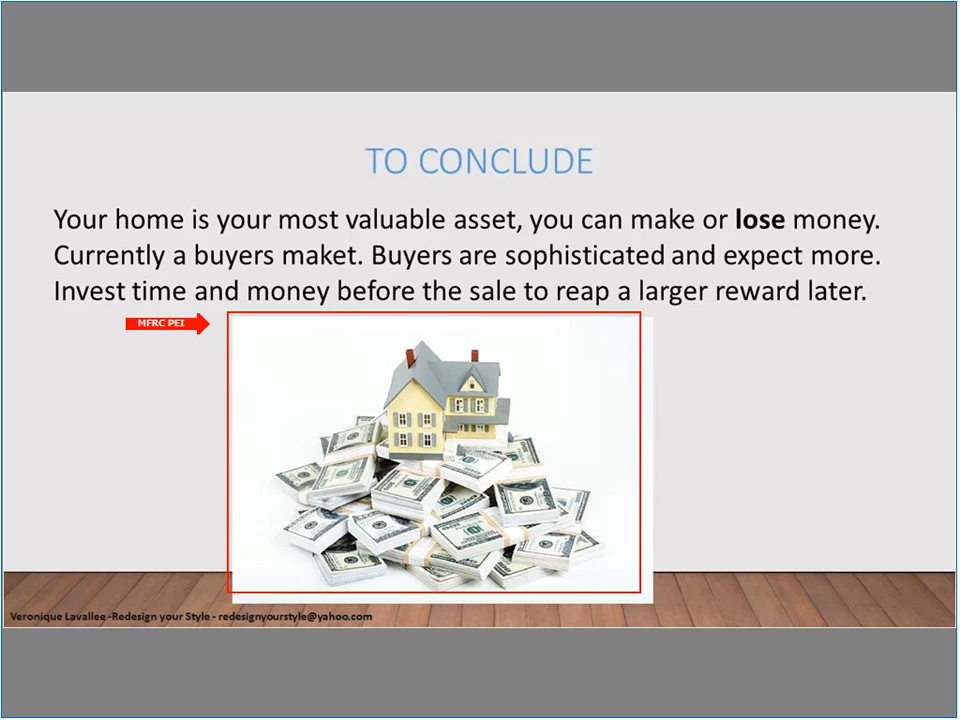 TO CONCLUDE
Your home is your most valuable asset, you can make or lose money.
Currently a buyers maket. Buyers are sophisticated and expect more.
Invest time and money before the sale to reap a larger reward later.
MFRC PEI
Veronique Lavallee -Redesign your Style - redesignyourstyle@yahoo.com